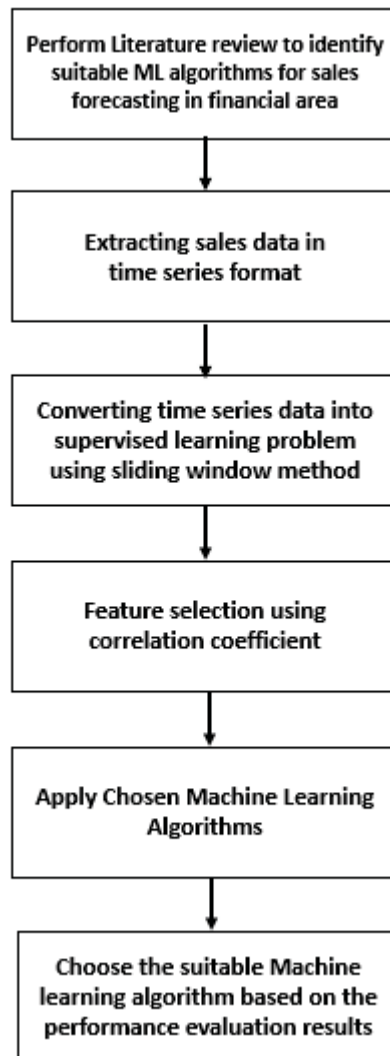 Perform Literature review to identify
suitable ML algorithms for sales
forecasting in financial area
Extracting sales data in
time series format
Converting time series data into
supervised learning problem
using sliding window method
Feature selection using
correlation coefficient
Apply Chosen Machine Learning
Algorithms
Choose the suitable Machine
learning algorithm based on the
performance evaluation results